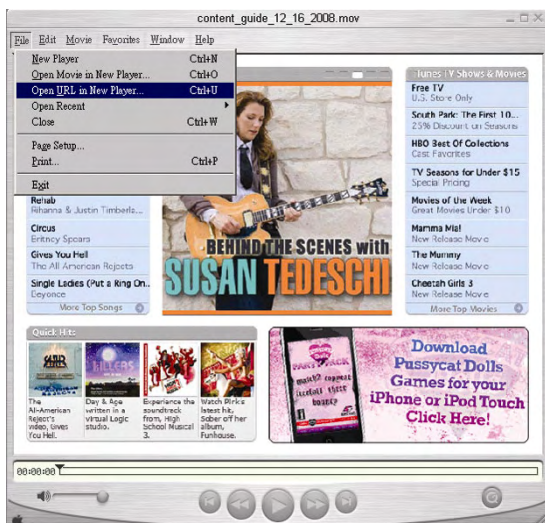 content_guide_12_16_2008.mov
File Edit Movie Favorites Window Help
New Player Ctrl+N
Open Movie in New Player... Ctrl+O
Open URL in New Player... Ctrl+U
Open Recent
Close Ctrl+W
Page Setup...
Print... Ctrl+P
Exit
Rehab
Rihanna & Justin Timberla...
Circus
Britney Spears
Gives You Hell
The All American Rejects
Single Ladies (Put a Ring On..
Beyonce
More Top Songs
BEHIND THE SCENES with
SUSAN TEDESCHI
iTunes TV Shows & Movies
Free TV
U.S. Store Only
South Park: The First 10...
25% Discount on Seasons
HBO Best Of Collections
Cast Favorites
TV Seasons for Under $15
Special Pricing
Movies of the Week
Great Movies Under $10
Mamma Mia!
New Release Movie
The Mummy
New Release Movie
Cheetah Girls 3
New Release Movie
More Top Movies
Quick Hits
KILLERS
The
All-American
Reject's
video, Gives
You Hell.
Day & Age
written in a
virtual Logic
studio.
Experience the
soundtrack
from, High
School Musical
3.
Watch P!nk's
latest hit,
Sober off her
album,
Funhouse.
Dolls
PARTY PACK
Download
Pussycat Dolls
Games for your
iPhone or iPod Touch
Click Here!
00:00:00